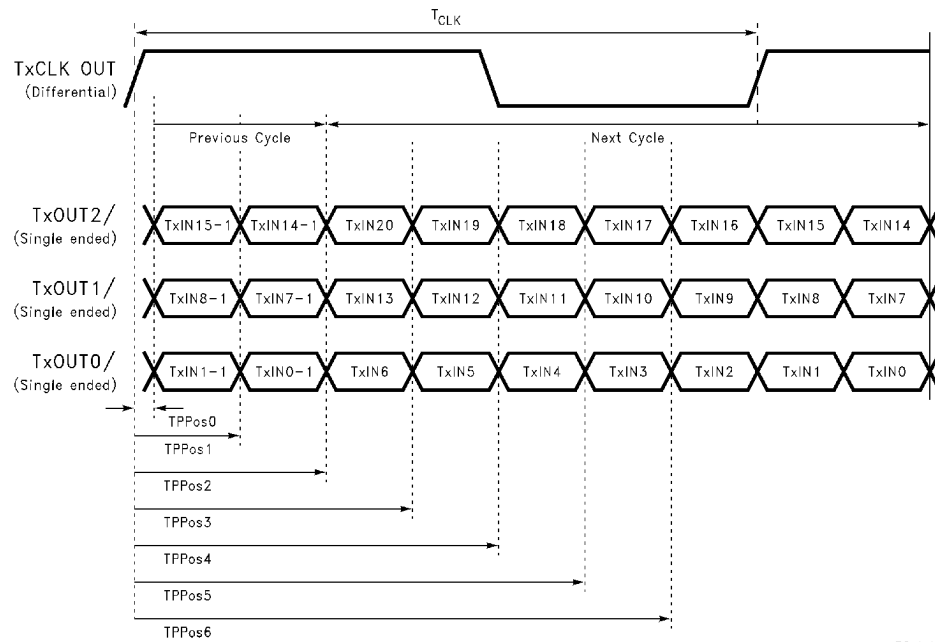 T_CLK
TxCLK OUT
(Differential)
Previous Cycle
Next Cycle
TxOUT2/
(Single ended)
TxIN15-1 TxIN14-1 TxIN20 TxIN19 TxIN18 TxIN17 TxIN16 TxIN15 TxIN14
TxOUT1/
(Single ended)
TxIN8-1 TxIN7-1 TxIN13 TxIN12 TxIN11 TxIN10 TxIN9 TxIN8 TxIN7
TxOUT0/
(Single ended)
TxIN1-1 TxIN0-1 TxIN6 TxIN5 TxIN4 TxIN3 TxIN2 TxIN1 TxIN0
TPPos0
TPPos1
TPPos2
TPPos3
TPPos4
TPPos5
TPPos6